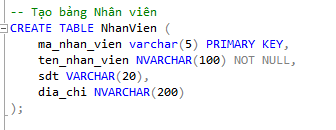 -- Tạo bảng Nhân viên
CREATE TABLE NhanVien (
    ma_nhan_vien varchar(5) PRIMARY KEY,
    ten_nhan_vien NVARCHAR(100) NOT NULL,
    sdt VARCHAR(20),
    dia_chi NVARCHAR(200)
);